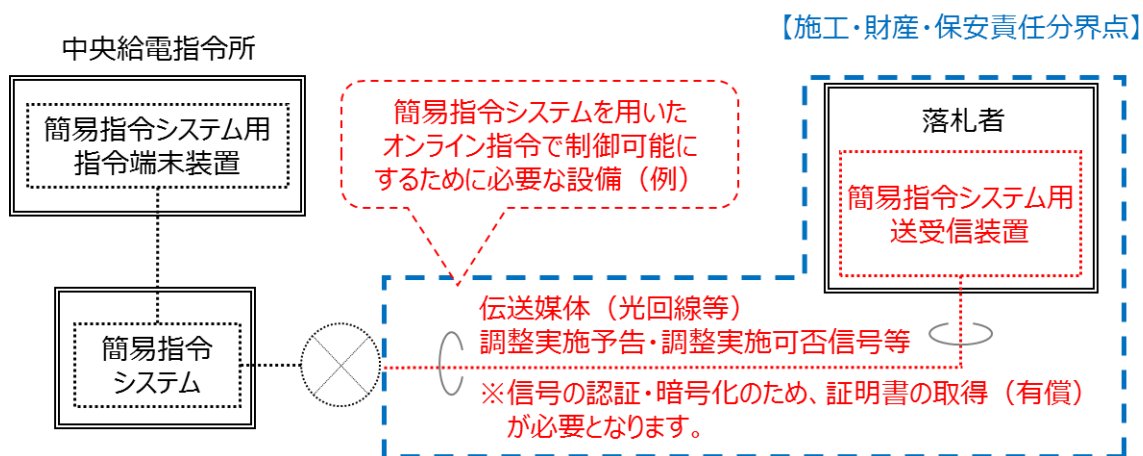 【施工・財産・保安責任分界点】
中央給電指令所
簡易指令システム用
指令端末装置
簡易指令システムを用いた
オンライン指令で制御可能に
するために必要な設備（例）
落札者
簡易指令システム用
送受信装置
簡易指令
システム
伝送媒体（光回線等）
調整実施予告・調整実施可否信号等
※信号の認証・暗号化のため、証明書の取得（有償）
が必要となります。